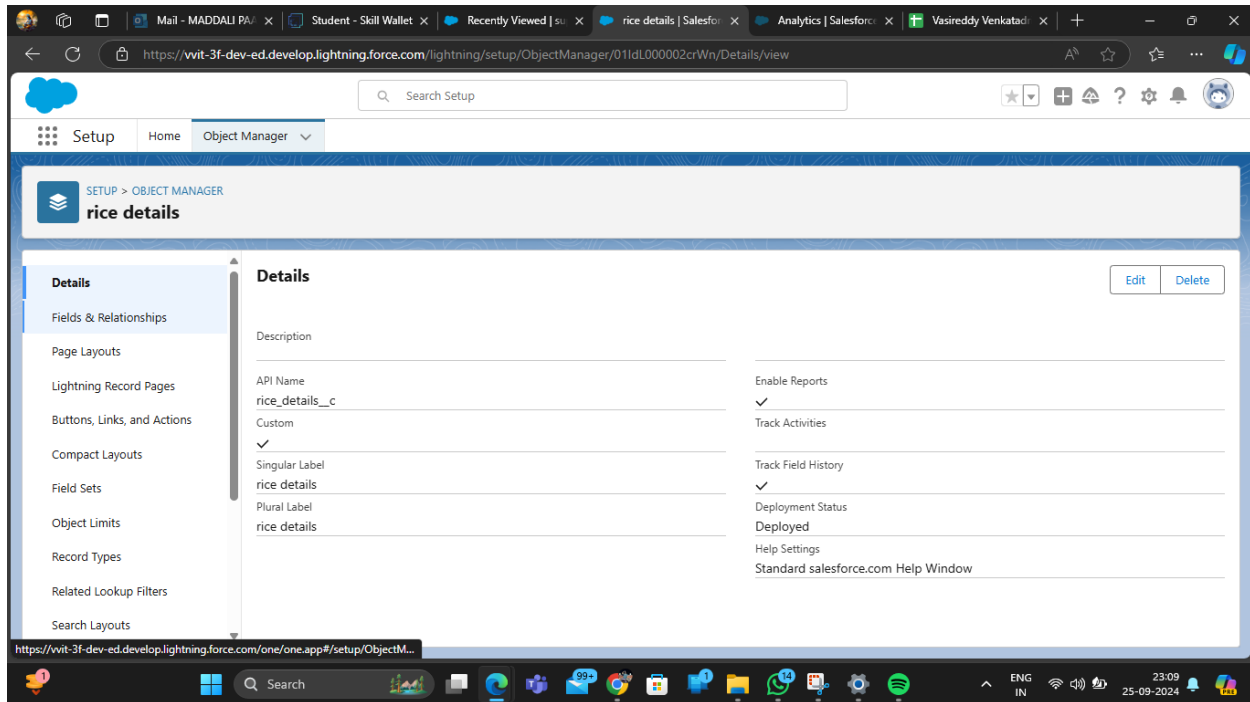 Mail - MADDALI PAA
Student - Skill Wallet
Recently Viewed | su
rice details | Salesfor
Analytics | Salesforc
Vasireddy Venkatadr
https://vvit-3f-dev-ed.develop.lightning.force.com/lightning/setup/ObjectManager/01IdL000002crWn/Details/view
Search Setup
Setup
Home
Object Manager
SETUP > OBJECT MANAGER
rice details
Details
Fields & Relationships
Page Layouts
Lightning Record Pages
Buttons, Links, and Actions
Compact Layouts
Field Sets
Object Limits
Record Types
Related Lookup Filters
Search Layouts
Details
Edit
Delete
Description
API Name
rice_details__c
Custom
Singular Label
rice details
Plural Label
rice details
Enable Reports
Track Activities
Track Field History
Deployment Status
Deployed
Help Settings
Standard salesforce.com Help Window
https://vvit-3f-dev-ed.develop.lightning.force.com/one/one.app#/setup/ObjectM...
1
Search
99+
1
14
ENG
IN
23:09
25-09-2024
PRE